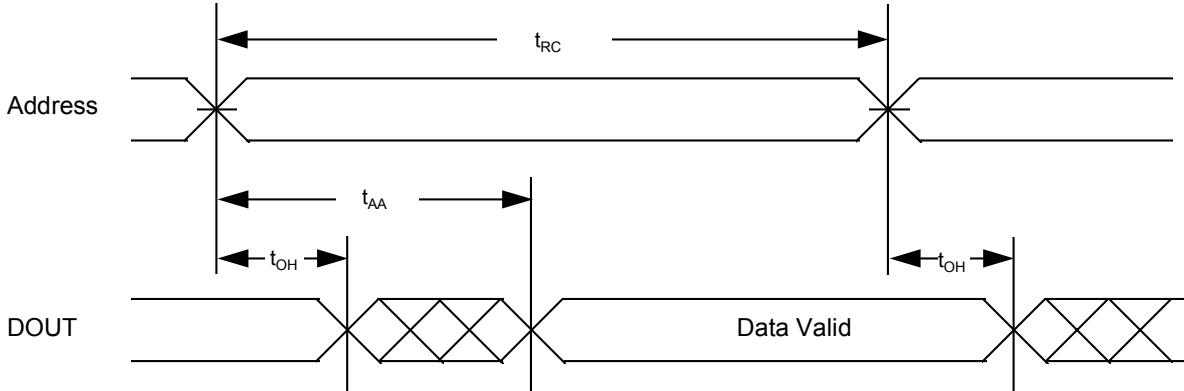 tRC
Address
tAA
tOH tOH
DOUT Data Valid